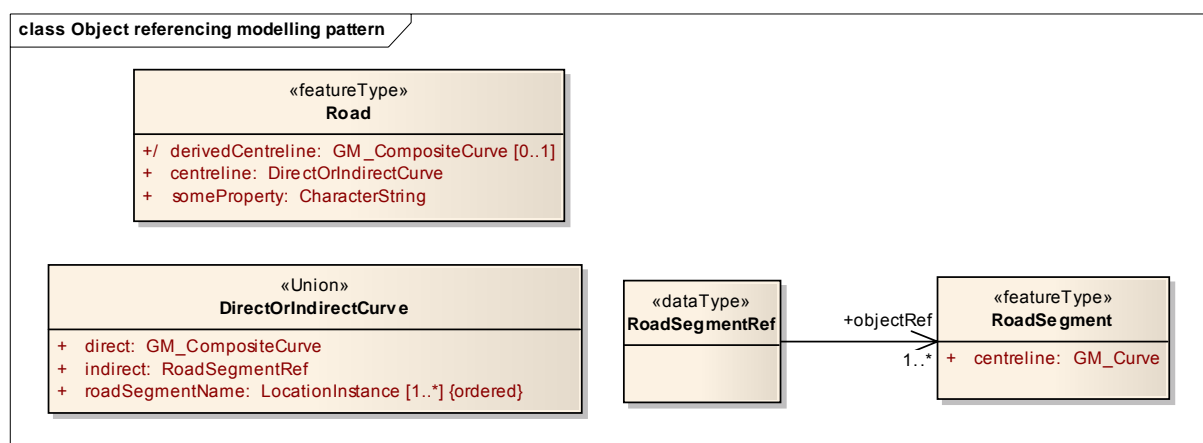 class Object referencing modelling pattern
«featureType»
Road
+/ derivedCentreline: GM_CompositeCurve [0..1]
+ centreline: DirectOrIndirectCurve
+ someProperty: CharacterString
«Union»
DirectOrIndirectCurve
+ direct: GM_CompositeCurve
+ indirect: RoadSegmentRef
+ roadSegmentName: LocationInstance [1..*] {ordered}
«dataType»
RoadSegmentRef
+objectRef
1..*
«featureType»
RoadSegment
+ centreline: GM_Curve